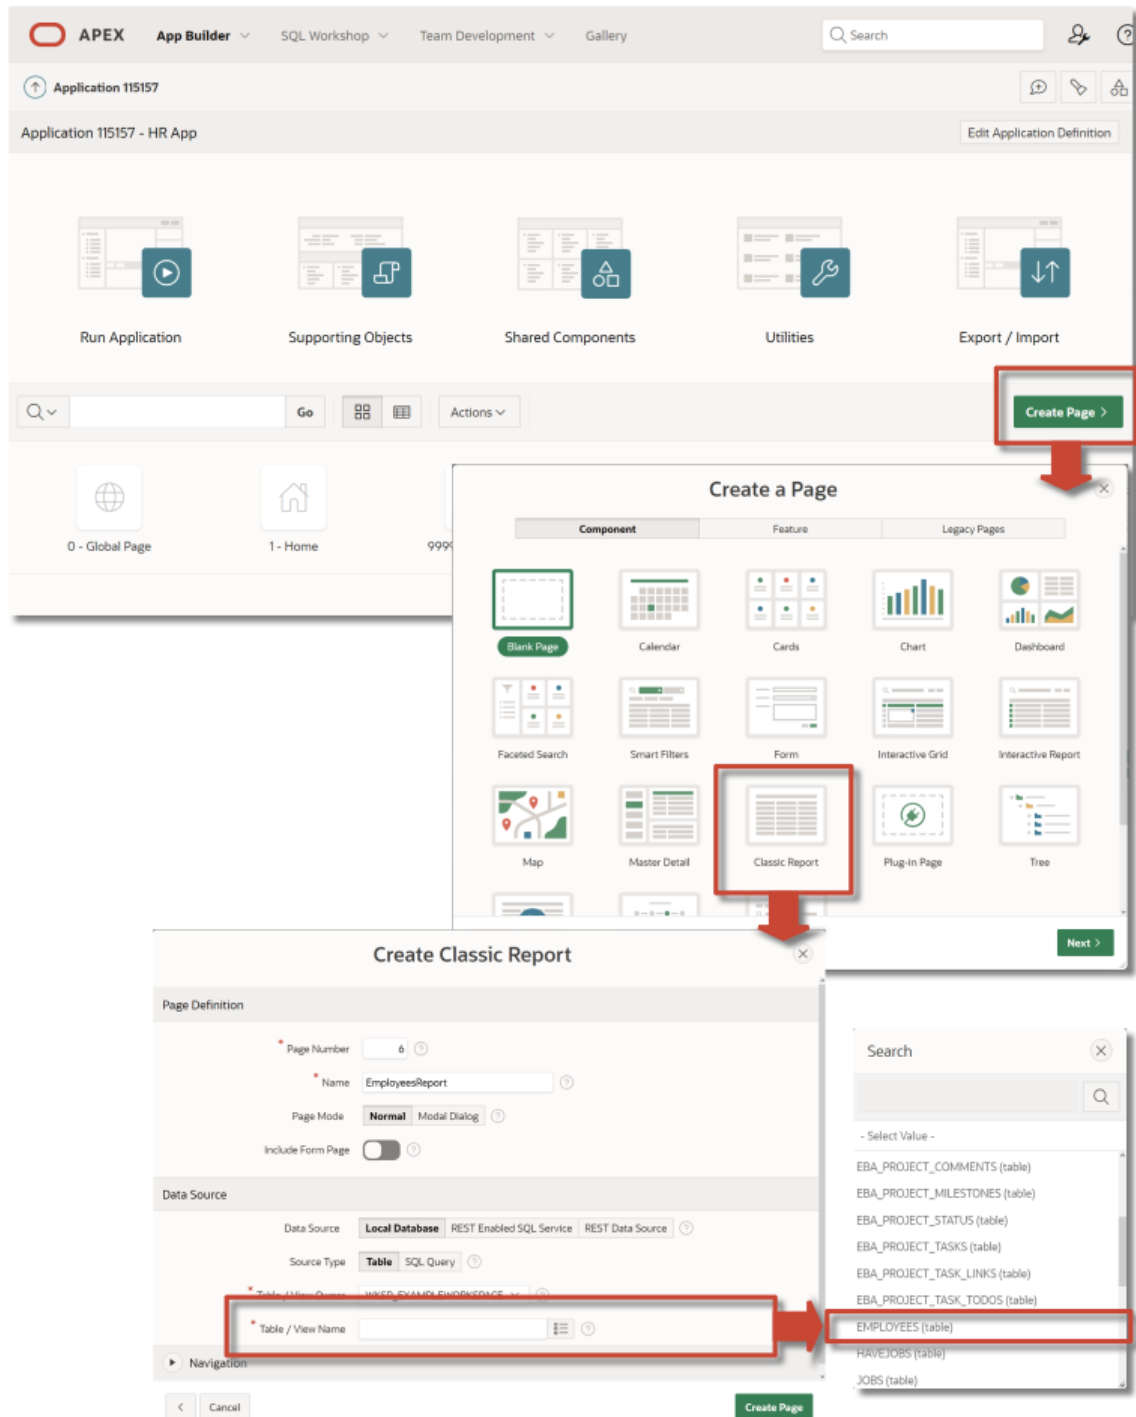 APEX App Builder SQL Workshop Team Development Gallery Search
Application 115157
Application 115157 - HR App Edit Application Definition
Run Application Supporting Objects Shared Components Utilities Export / Import
Go Actions Create Page >
0 - Global Page 1 - Home 9999
Create a Page
Component Feature Legacy Pages
Blank Page Calendar Cards Chart Dashboard
Faceted Search Smart Filters Form Interactive Grid Interactive Report
Map Master Detail Classic Report Plug-In Page Tree
Next >
Create Classic Report
Page Definition
* Page Number 6
* Name EmployeesReport
Page Mode Normal Modal Dialog
Include Form Page
Data Source
Data Source Local Database REST Enabled SQL Service REST Data Source
Source Type Table SQL Query
* Table / View Owner WKSP_EXAMPLEWORKSPACE
* Table / View Name
Navigation
< Cancel Create Page
Search
- Select Value -
EBA_PROJECT_COMMENTS (table)
EBA_PROJECT_MILESTONES (table)
EBA_PROJECT_STATUS (table)
EBA_PROJECT_TASKS (table)
EBA_PROJECT_TASK_LINKS (table)
EBA_PROJECT_TASK_TODOS (table)
EMPLOYEES (table)
HAVEJOBS (table)
JOBS (table)